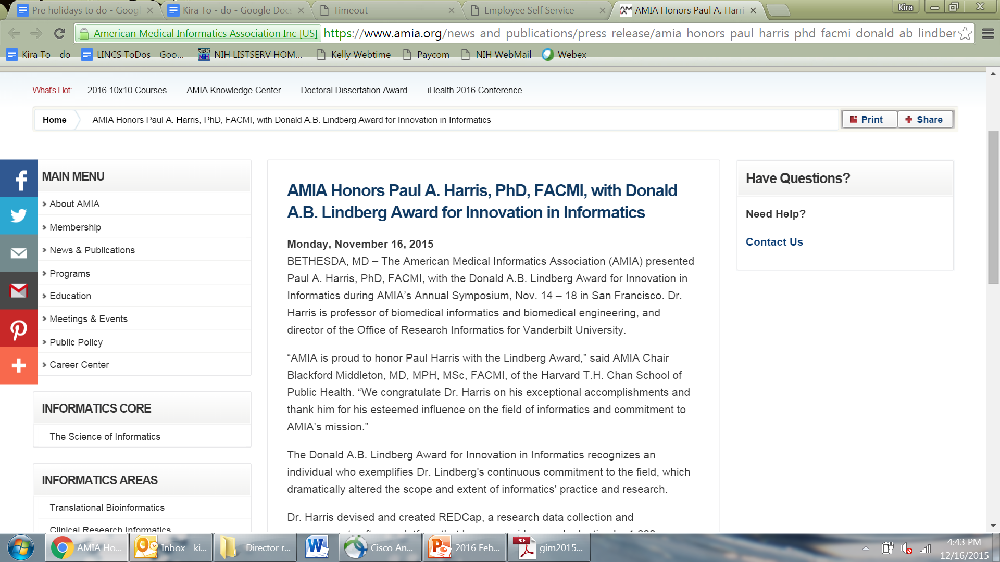 Pre holidays to do - Googl
Kira To - do - Google Docs
Timeout
Employee Self Service
AMIA Honors Paul A. Harri
Kira
American Medical Informatics Association Inc [US]
https://www.amia.org/news-and-publications/press-release/amia-honors-paul-harris-phd-facmi-donald-ab-lindber
Kira To - do
LINCS ToDos - Goo...
NIH LISTSERV HOM...
Kelly Webtime
Paycom
NIH WebMail
Webex
What's Hot:
2016 10x10 Courses
AMIA Knowledge Center
Doctoral Dissertation Award
iHealth 2016 Conference
Home
AMIA Honors Paul A. Harris, PhD, FACMI, with Donald A.B. Lindberg Award for Innovation in Informatics
Print
Share
MAIN MENU
About AMIA
Membership
News & Publications
Programs
Education
Meetings & Events
Public Policy
Career Center
INFORMATICS CORE
The Science of Informatics
INFORMATICS AREAS
Translational Bioinformatics
Clinical Research Informatics
AMIA Honors Paul A. Harris, PhD, FACMI, with Donald
A.B. Lindberg Award for Innovation in Informatics
Monday, November 16, 2015
BETHESDA, MD – The American Medical Informatics Association (AMIA) presented
Paul A. Harris, PhD, FACMI, with the Donald A.B. Lindberg Award for Innovation in
Informatics during AMIA’s Annual Symposium, Nov. 14 – 18 in San Francisco. Dr.
Harris is professor of biomedical informatics and biomedical engineering, and
director of the Office of Research Informatics for Vanderbilt University.
“AMIA is proud to honor Paul Harris with the Lindberg Award,” said AMIA Chair
Blackford Middleton, MD, MPH, MSc, FACMI, of the Harvard T.H. Chan School of
Public Health. “We congratulate Dr. Harris on his exceptional accomplishments and
thank him for his esteemed influence on the field of informatics and commitment to
AMIA’s mission.”
The Donald A.B. Lindberg Award for Innovation in Informatics recognizes an
individual who exemplifies Dr. Lindberg's continuous commitment to the field, which
dramatically altered the scope and extent of informatics' practice and research.
Dr. Harris devised and created REDCap, a research data collection and
Have Questions?
Need Help?
Contact Us
AMIA Ho...
Inbox - ki...
Director r...
Cisco An...
2016 Feb...
PDF
gim2015...
4:43 PM
12/16/2015